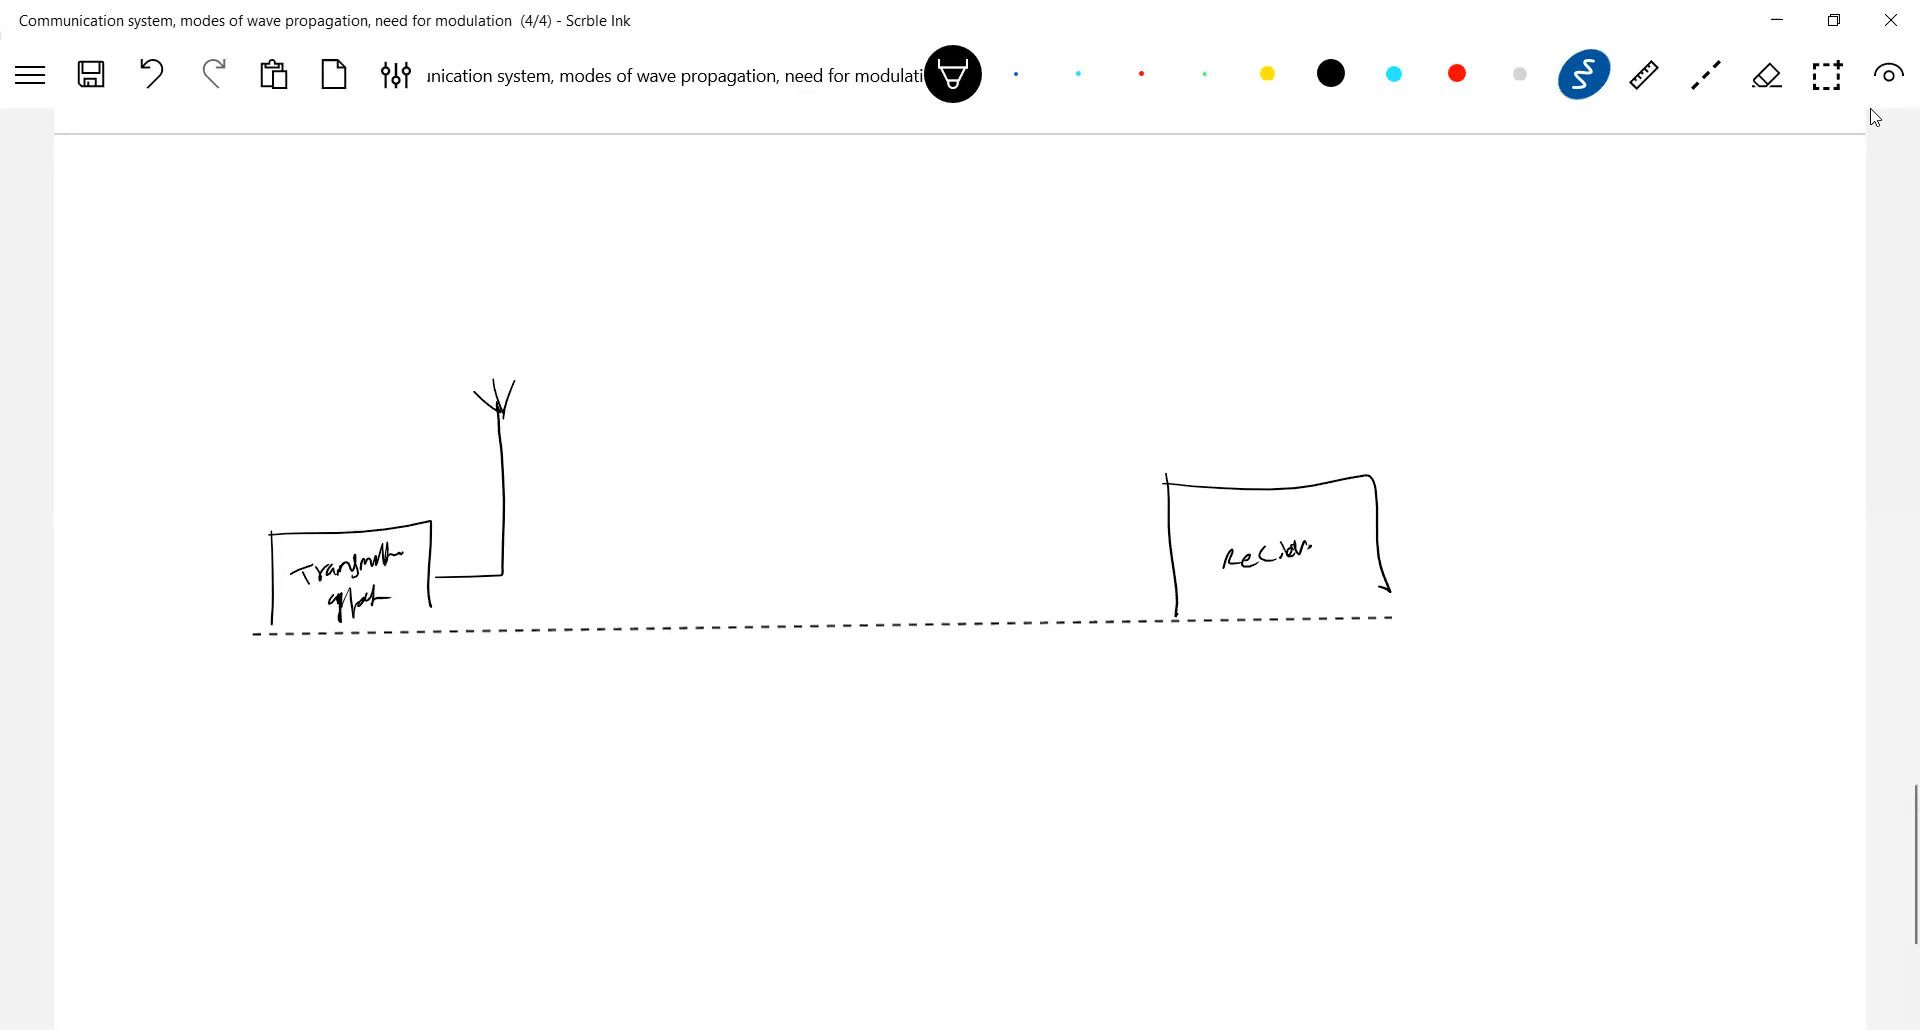 Communication system, modes of wave propagation, need for modulation (4/4) - Scrble Ink
unication system, modes of wave propagation, need for modulati